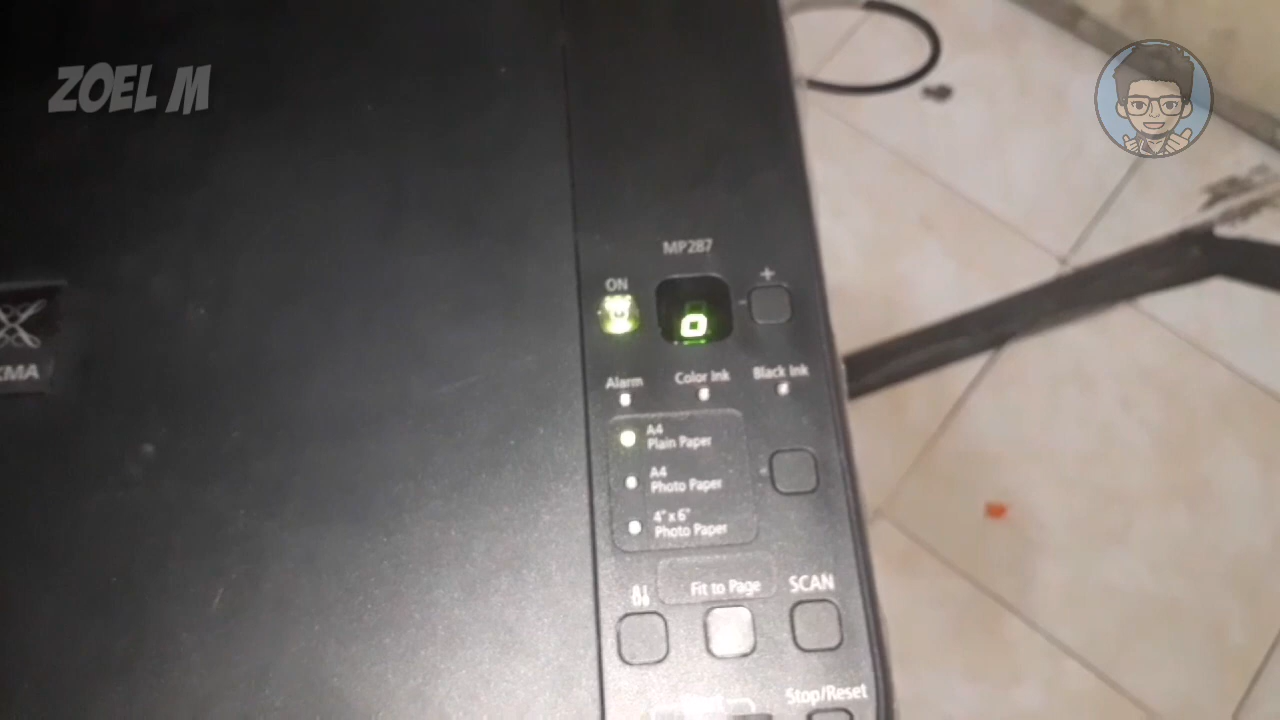 ZOEL M
MP287
ON
+
XMA
Alarm
Color Ink
Black Ink
A4
Plain Paper
A4
Photo Paper
4"x6"
Photo Paper
Fit to Page
SCAN
Stop/Reset